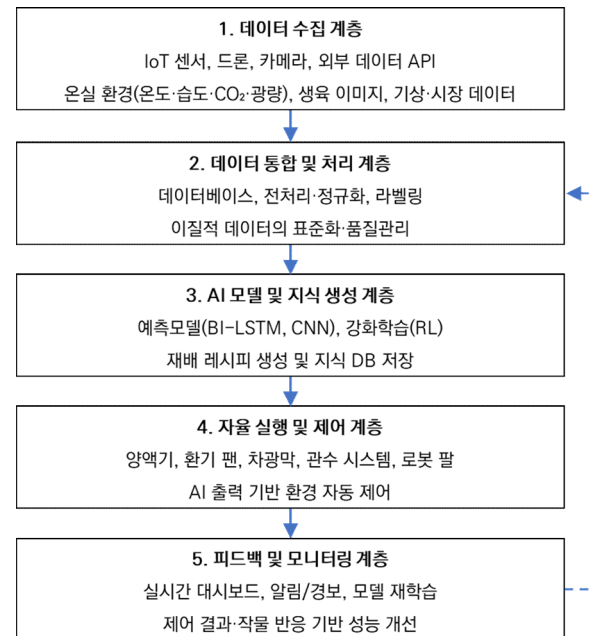 1. 데이터 수집 계층
IoT 센서, 드론, 카메라, 외부 데이터 API
온실 환경(온도·습도·CO₂·광량), 생육 이미지, 기상·시장 데이터
2. 데이터 통합 및 처리 계층
데이터베이스, 전처리·정규화, 라벨링
이질적 데이터의 표준화·품질관리
3. AI 모델 및 지식 생성 계층
예측모델(BI-LSTM, CNN), 강화학습(RL)
재배 레시피 생성 및 지식 DB 저장
4. 자율 실행 및 제어 계층
양액기, 환기 팬, 차광막, 관수 시스템, 로봇 팔
AI 출력 기반 환경 자동 제어
5. 피드백 및 모니터링 계층
실시간 대시보드, 알림/경보, 모델 재학습
제어 결과·작물 반응 기반 성능 개선